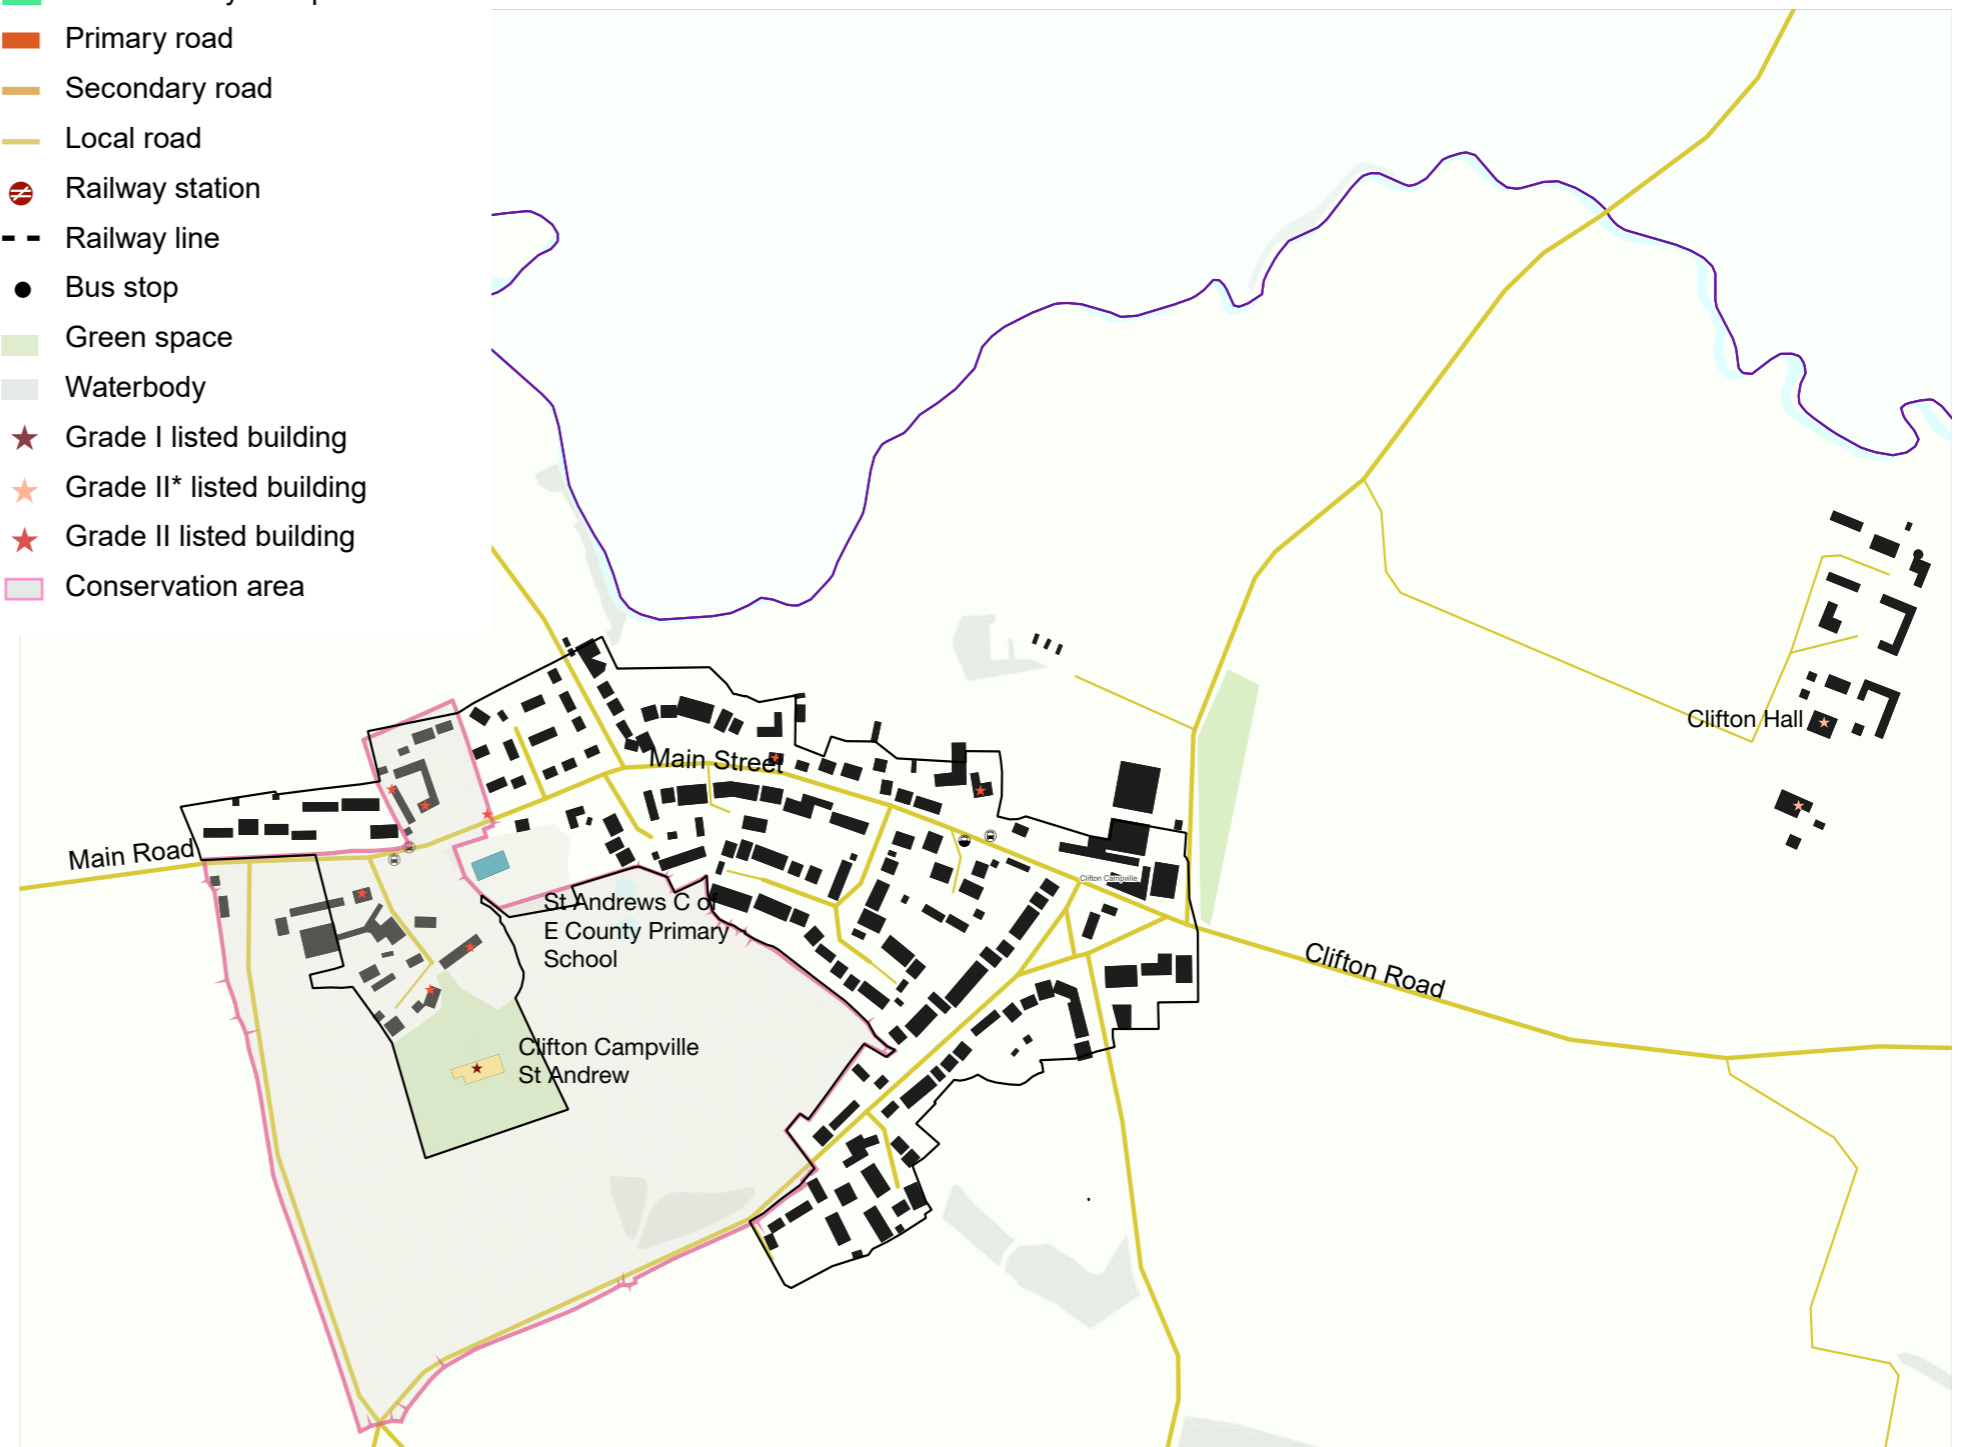 Primary road
Secondary road
Local road
Railway station
Railway line
Bus stop
Green space
Waterbody
Grade I listed building
Grade II* listed building
Grade II listed building
Conservation area
Clifton Hall
Main Street
Main Road
Clifton Campville
St Andrews C of
E County Primary
School
Clifton Road
Clifton Campville
St Andrew